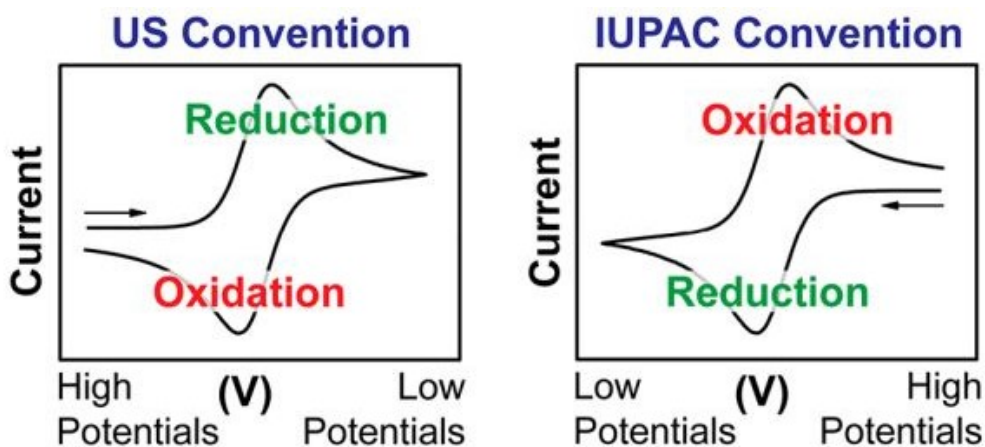 US Convention
Current
Reduction
Oxidation
High Potentials
(V)
Low Potentials
IUPAC Convention
Current
Oxidation
Reduction
Low Potentials
(V)
High Potentials